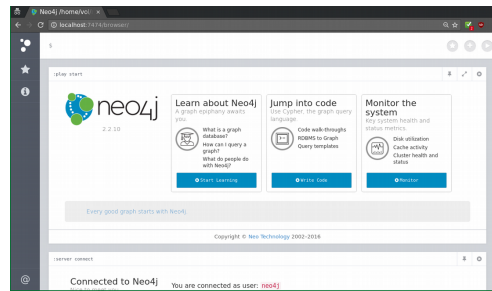 Neo4j /home/voll
localhost:7474/browser/
$
:play start
neo4j
2.2.10
Learn about Neo4j
A graph epiphany awaits
you
What is a graph
database?
How can I query a
graph?
What do people do
with Neo4j?
Start Learning
Jump into code
Use Cypher, the graph query
language.
Code walk-throughs
RDBMS to Graph
Query templates
Write Code
Monitor the
system
Key system health and
status metrics.
Disk utilization
Cache activity
Cluster health and
status
Monitor
Every good graph starts with Neo4j
Copyright © Neo Technology 2002-2016
:server connect
Connected to Neo4j
You are connected as user: neo4j